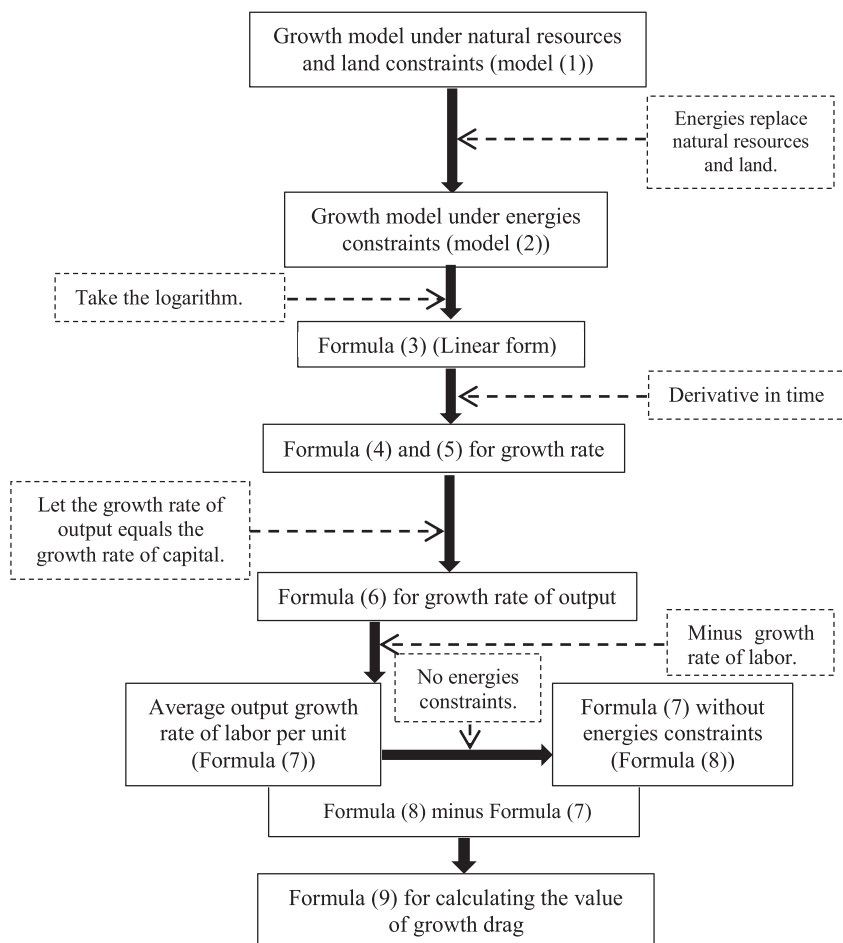 Growth model under natural resources
and land constraints (model (1))
Energies replace
natural resources
and land.
Growth model under energies
constraints (model (2))
Take the logarithm.
Formula (3) (Linear form)
Derivative in time
Formula (4) and (5) for growth rate
Let the growth rate of
output equals the
growth rate of capital.
Formula (6) for growth rate of output
Minus growth
rate of labor.
No energies
constraints.
Average output growth
rate of labor per unit
(Formula (7))
Formula (7) without
energies constraints
(Formula (8))
Formula (8) minus Formula (7)
Formula (9) for calculating the value
of growth drag